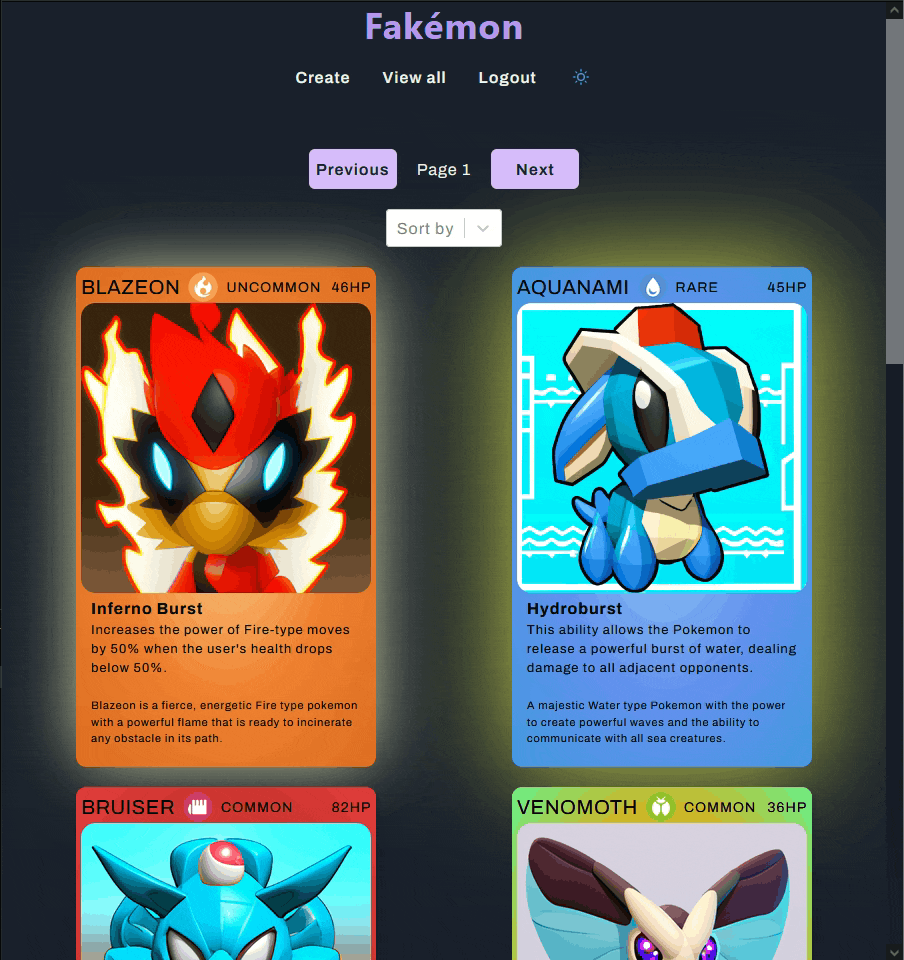 Fakémon
Create View all Logout
Previous Page 1 Next
Sort by
BLAZEON UNCOMMON 46HP
Inferno Burst
Increases the power of Fire-type moves
by 50% when the user's health drops
below 50%.
Blazeon is a fierce, energetic Fire type pokemon
with a powerful flame that is ready to incinerate
any obstacle in its path.
AQUANAMI RARE 45HP
Hydroburst
This ability allows the Pokemon to
release a powerful burst of water, dealing
damage to all adjacent opponents.
A majestic Water type Pokemon with the power
to create powerful waves and the ability to
communicate with all sea creatures.
BRUISER COMMON 82HP
VENOMOTH COMMON 36HP